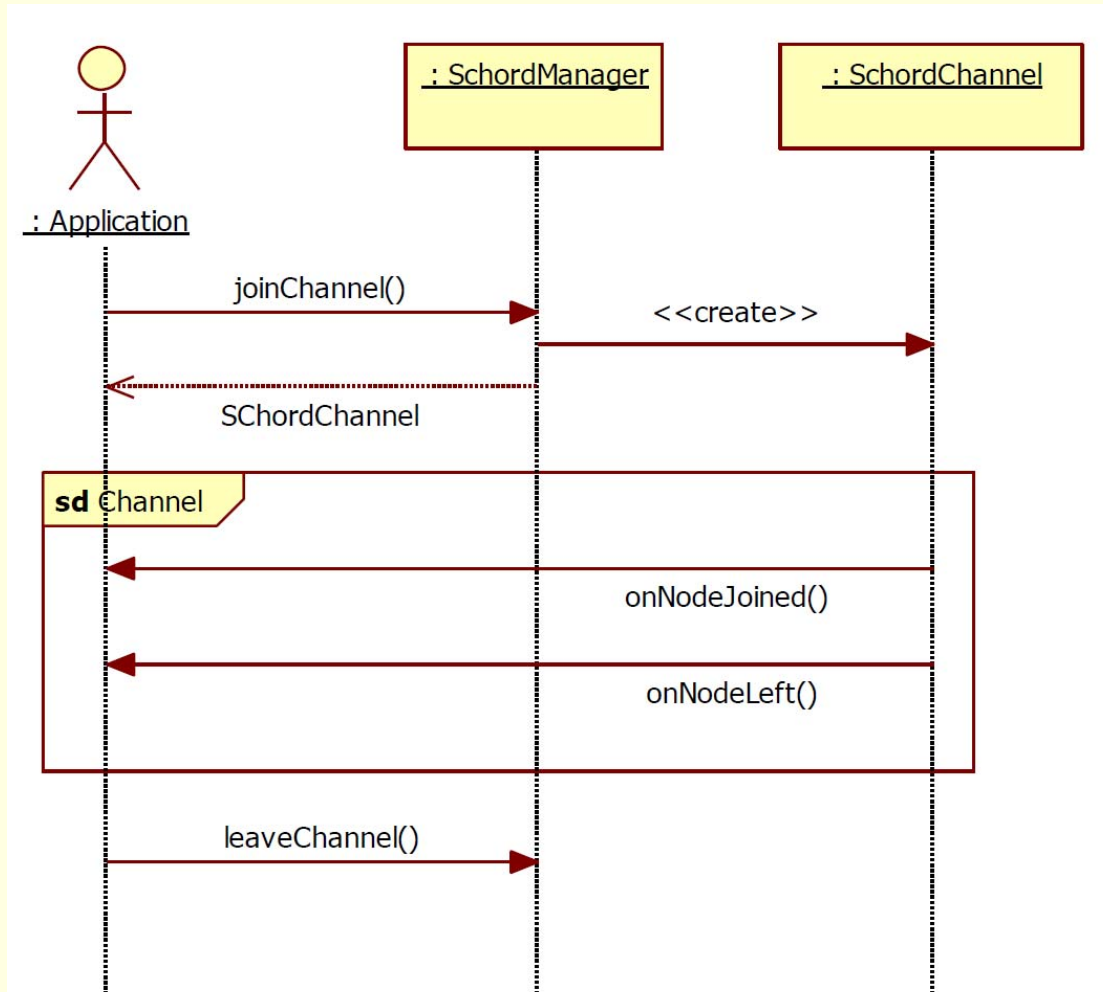 : SchordManager
: SchordChannel
: Application
joinChannel()
<<create>>
SChordChannel
sd Channel
onNodeJoined()
onNodeLeft()
leaveChannel()